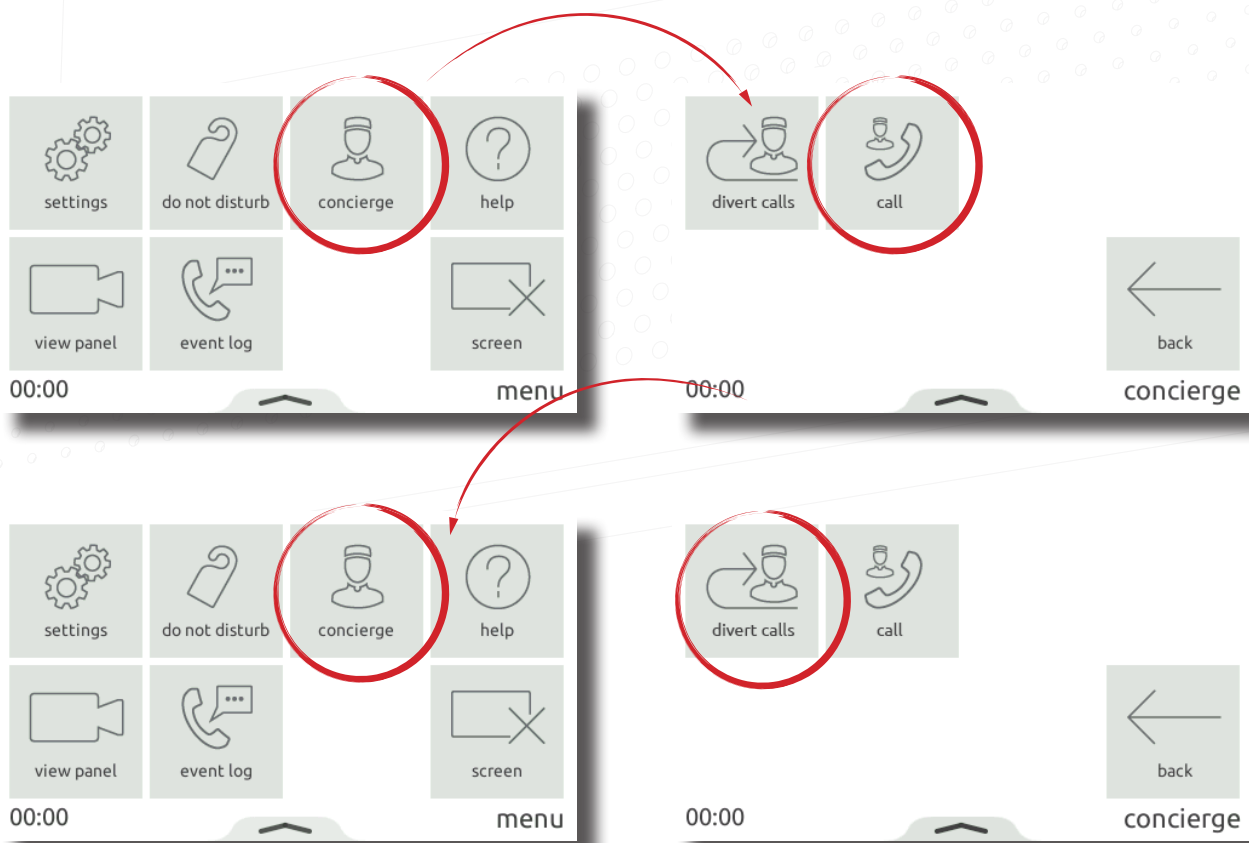 settings
do not disturb
concierge
help
view panel
event log
screen
00:00
menu
divert calls
call
back
00:00
concierge
settings
do not disturb
concierge
help
view panel
event log
screen
00:00
menu
divert calls
call
back
00:00
concierge